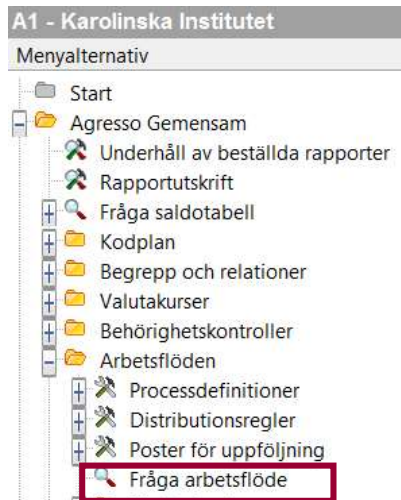 A1 - Karolinska Institutet
Menyalternativ
Start
Agresso Gemensam
Underhåll av beställda rapporter
Rapportutskrift
Fråga saldotabell
Kodplan
Begrepp och relationer
Valutakurser
Behörighetskontroller
Arbetsflöden
Processdefinitioner
Distributionsregler
Poster för uppföljning
Fråga arbetsflöde